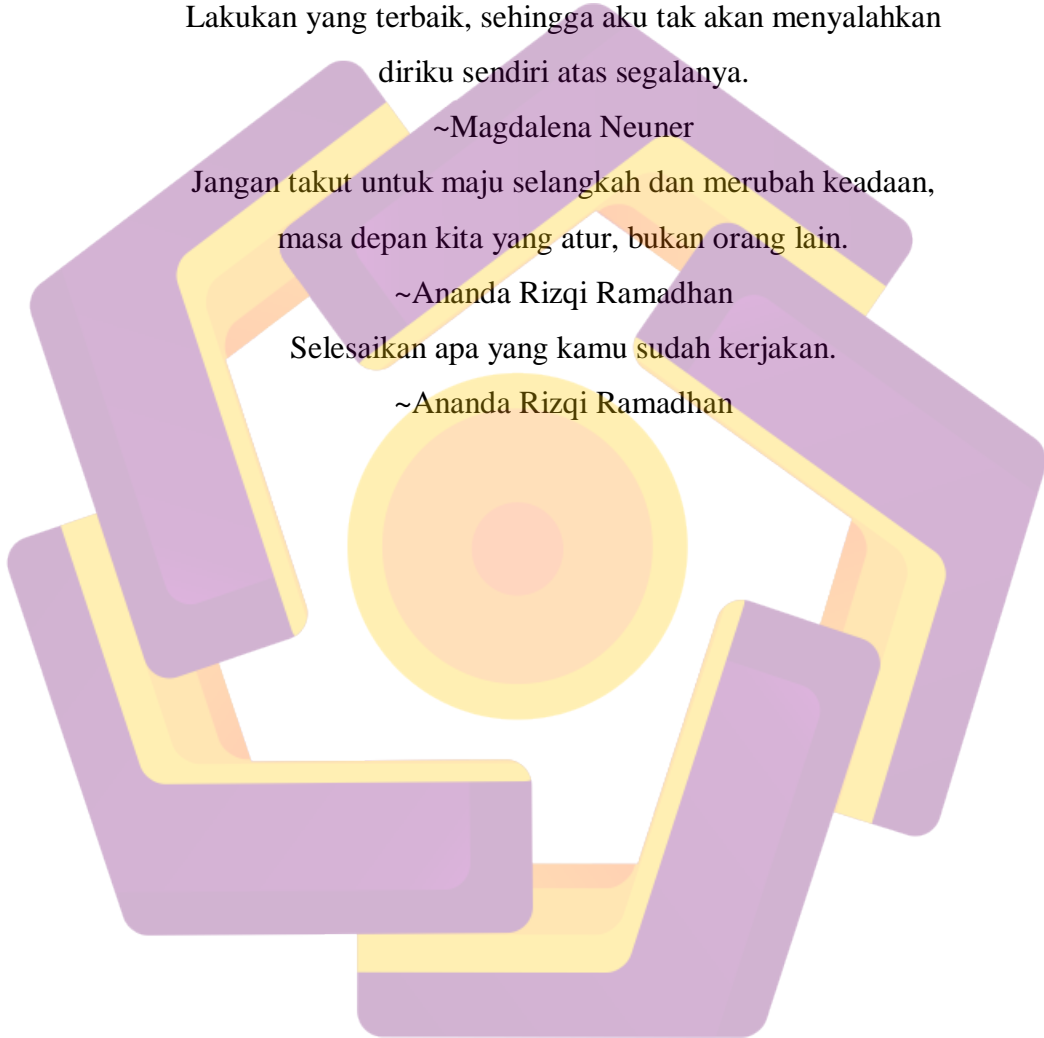 Lakukan yang terbaik, sehingga aku tak akan menyalahkan
diriku sendiri atas segalanya.
~Magdalena Neuner
Jangan takut untuk maju selangkah dan merubah keadaan,
masa depan kita yang atur, bukan orang lain.
~Ananda Rizqi Ramadhan
Selesaikan apa yang kamu sudah kerjakan.
~Ananda Rizqi Ramadhan